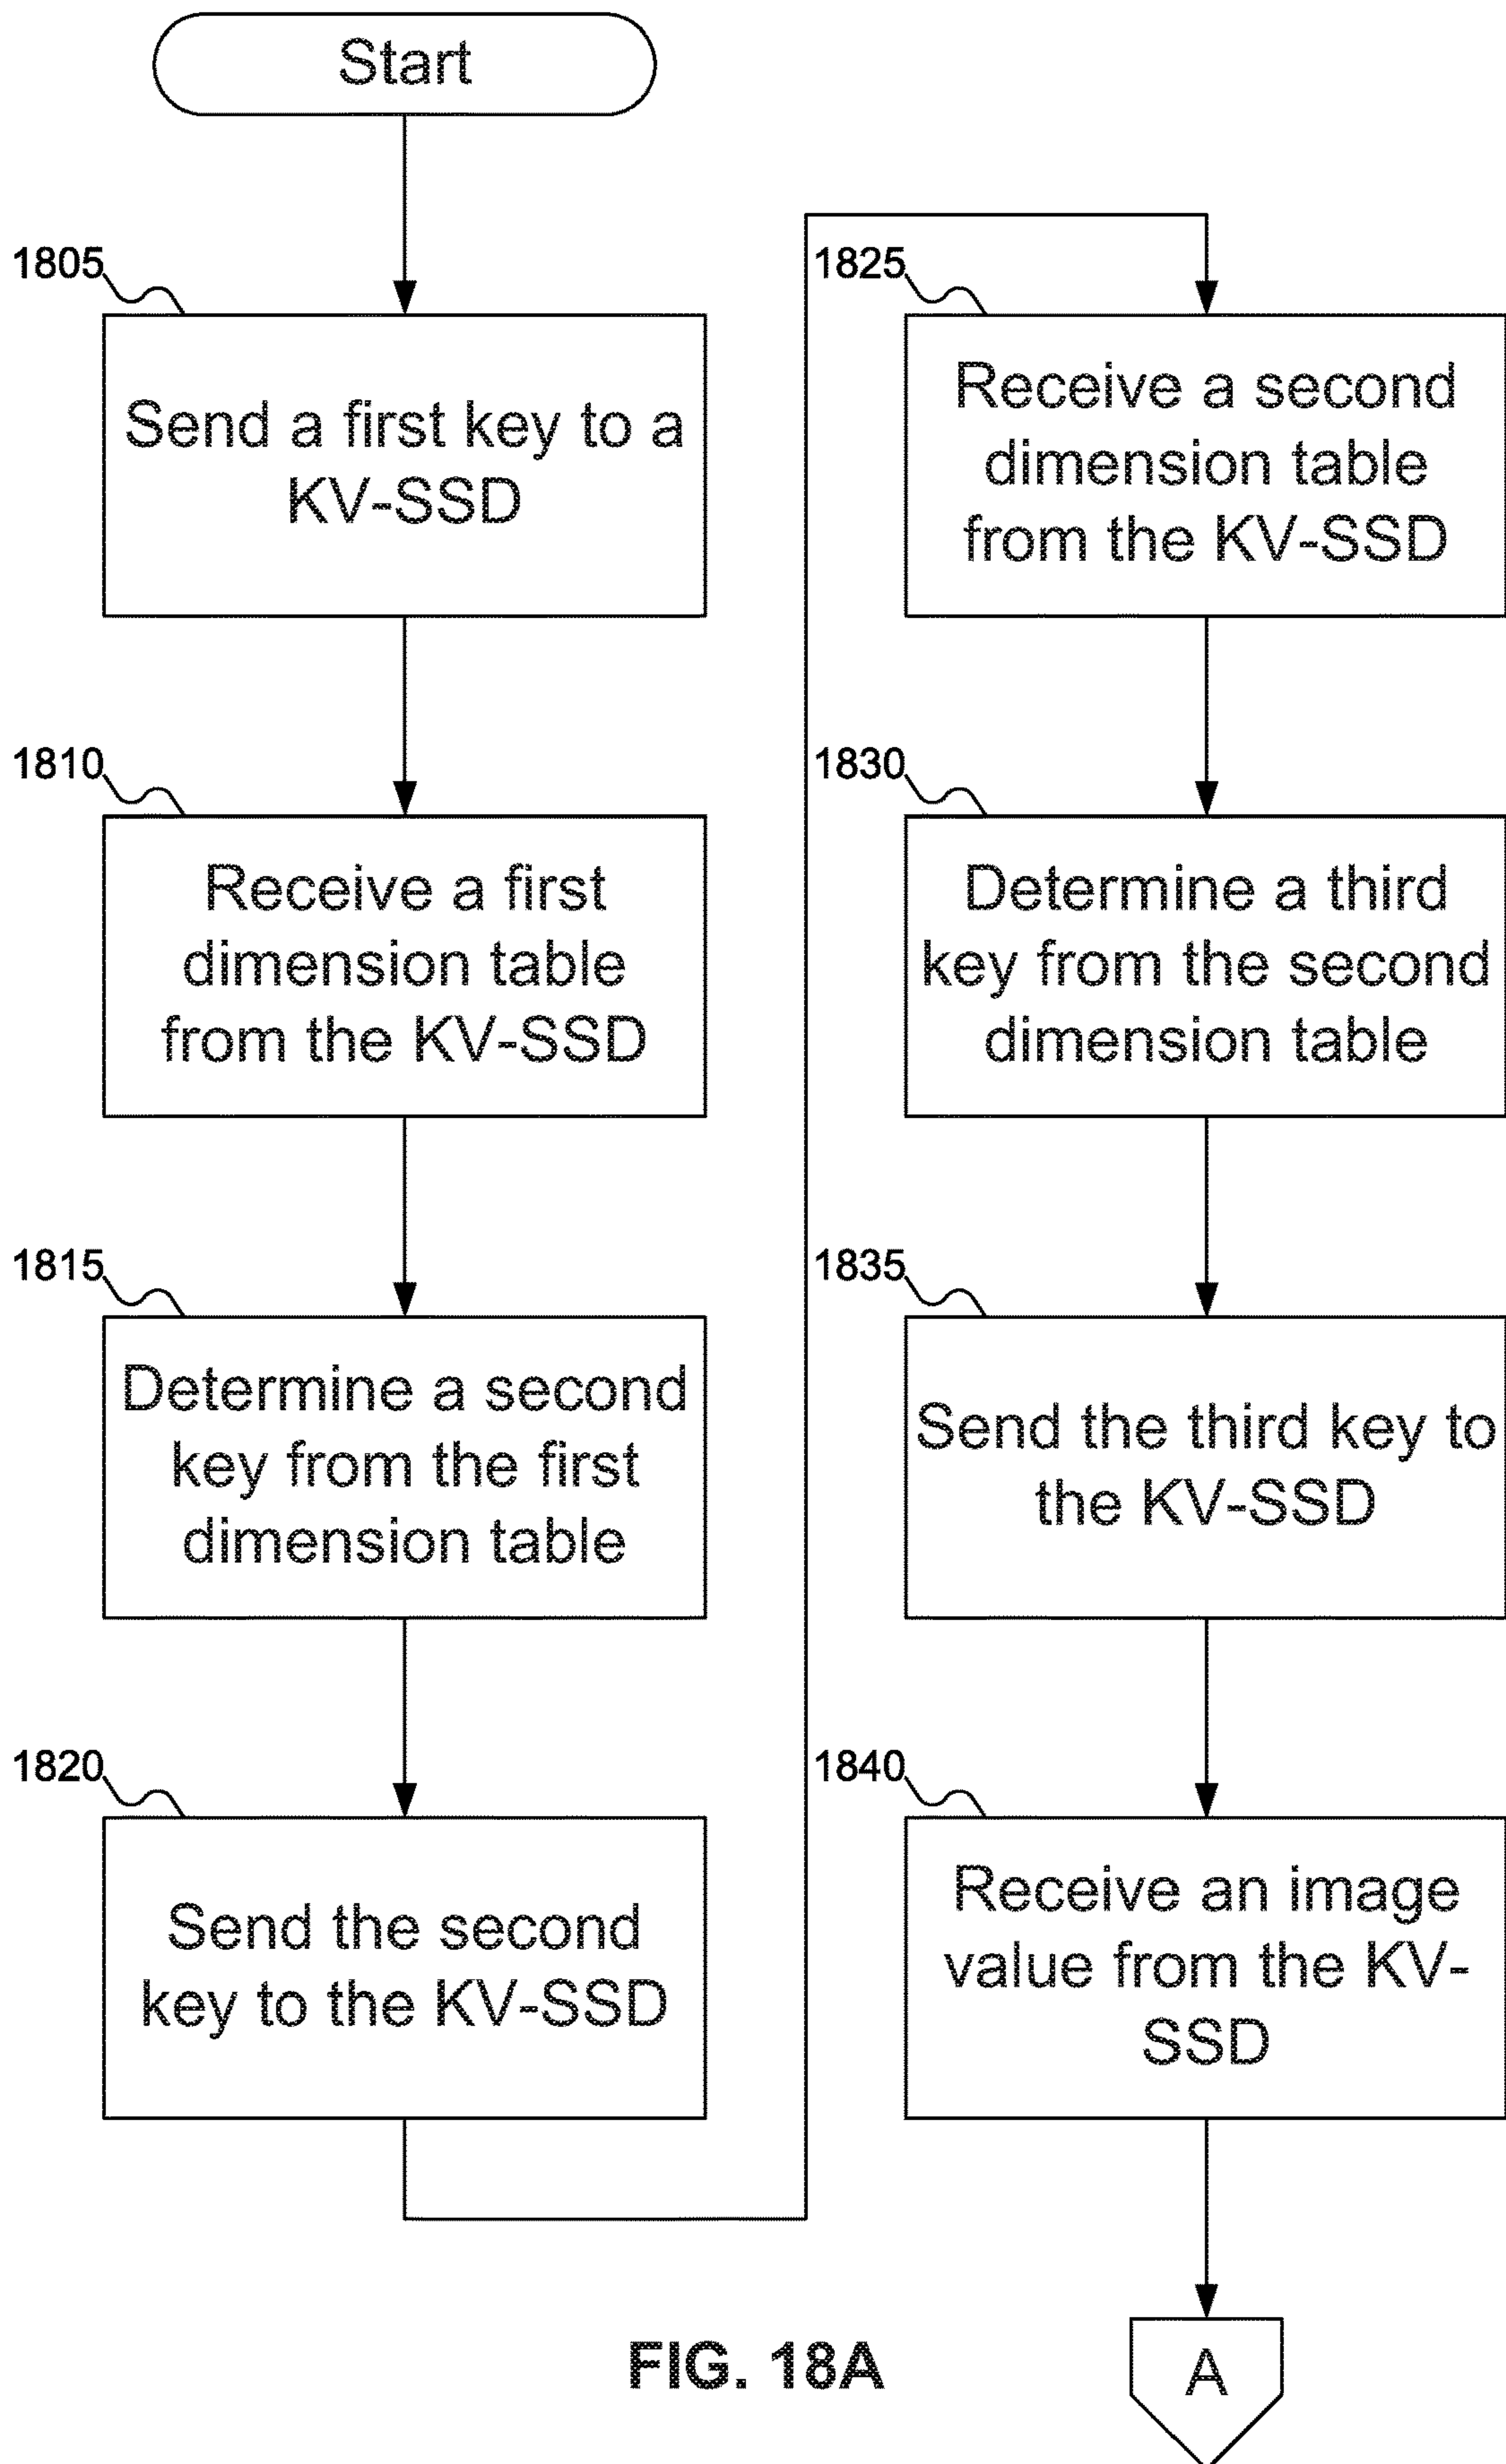 Start
1805
Send a first key to a
KV-SSD
1810
Receive a first
dimension table
from the KV-SSD
1815
Determine a second
key from the first
dimension table
1820
Send the second
key to the KV-SSD
1825
Receive a second
dimension table
from the KV-SSD
1830
Determine a third
key from the second
dimension table
1835
Send the third key to
the KV-SSD
1840
Receive an image
value from the KV-
SSD
A
FIG. 18A